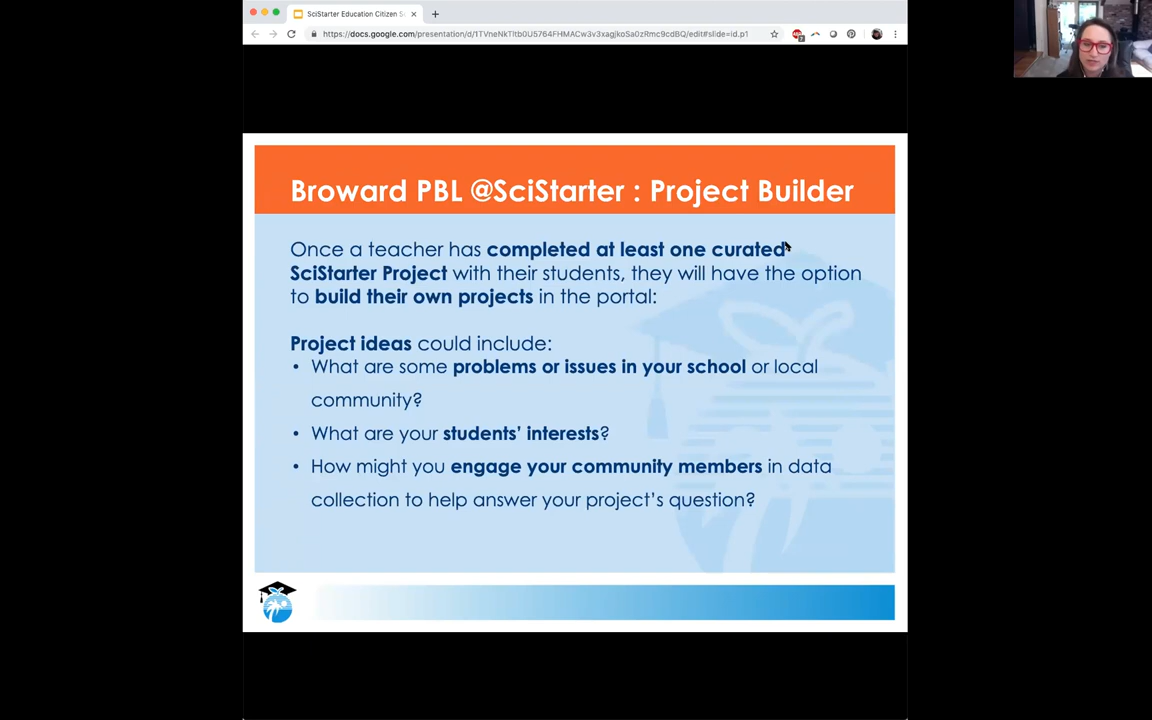 SciStarter Education Citizen S
https://docs.google.com/presentation/d/1TVneNkTltb0U5764FHMACw3v3xagjkoSa0zRmc9cdBQ/edit#slide=id.p1
Broward PBL @SciStarter : Project Builder
Once a teacher has completed at least one curated
SciStarter Project with their students, they will have the option
to build their own projects in the portal:
Project ideas could include:
• What are some problems or issues in your school or local
community?
• What are your students’ interests?
• How might you engage your community members in data
collection to help answer your project’s question?